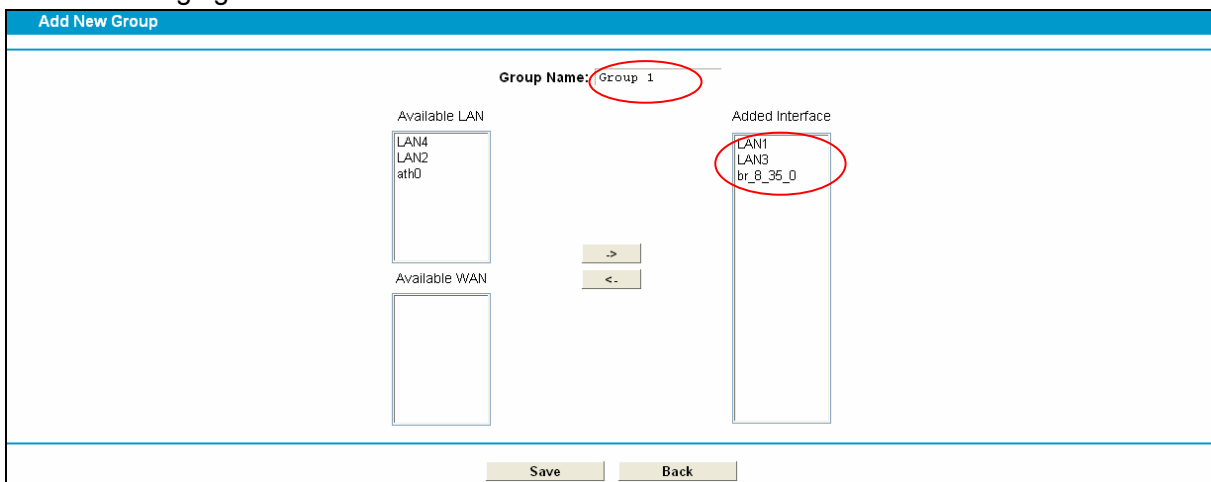 Add New Group
Group Name: Group 1
Available LAN
LAN4
LAN2
ath0
Added Interface
LAN1
LAN3
br_8_35_0
->
<-
Available WAN
Save
Back